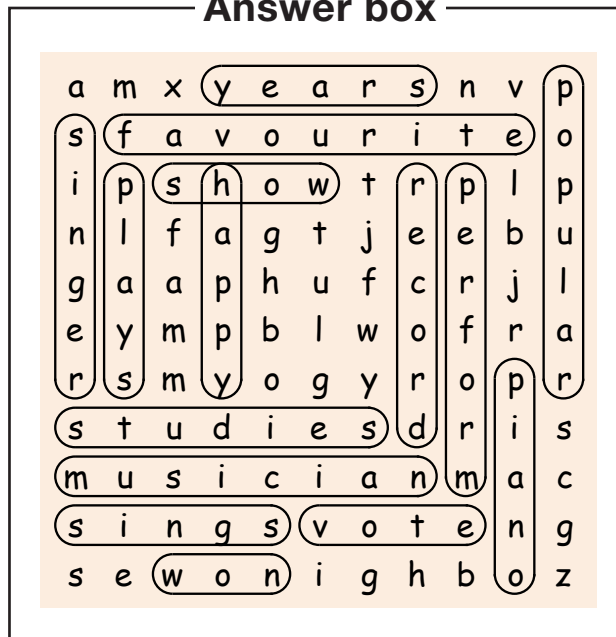 Answer box
a m x y e a r s n v p
s f a v o u r i t e o
i p s h o w t r p l p
n l f a g t j e e b u
g a a p h u f c r j l
e y m p b l w o f r a
r s m y o g y r o p r
s t u d i e s d r i s
m u s i c i a n m a c
s i n g s v o t e n g
s e w o n i g h b o z